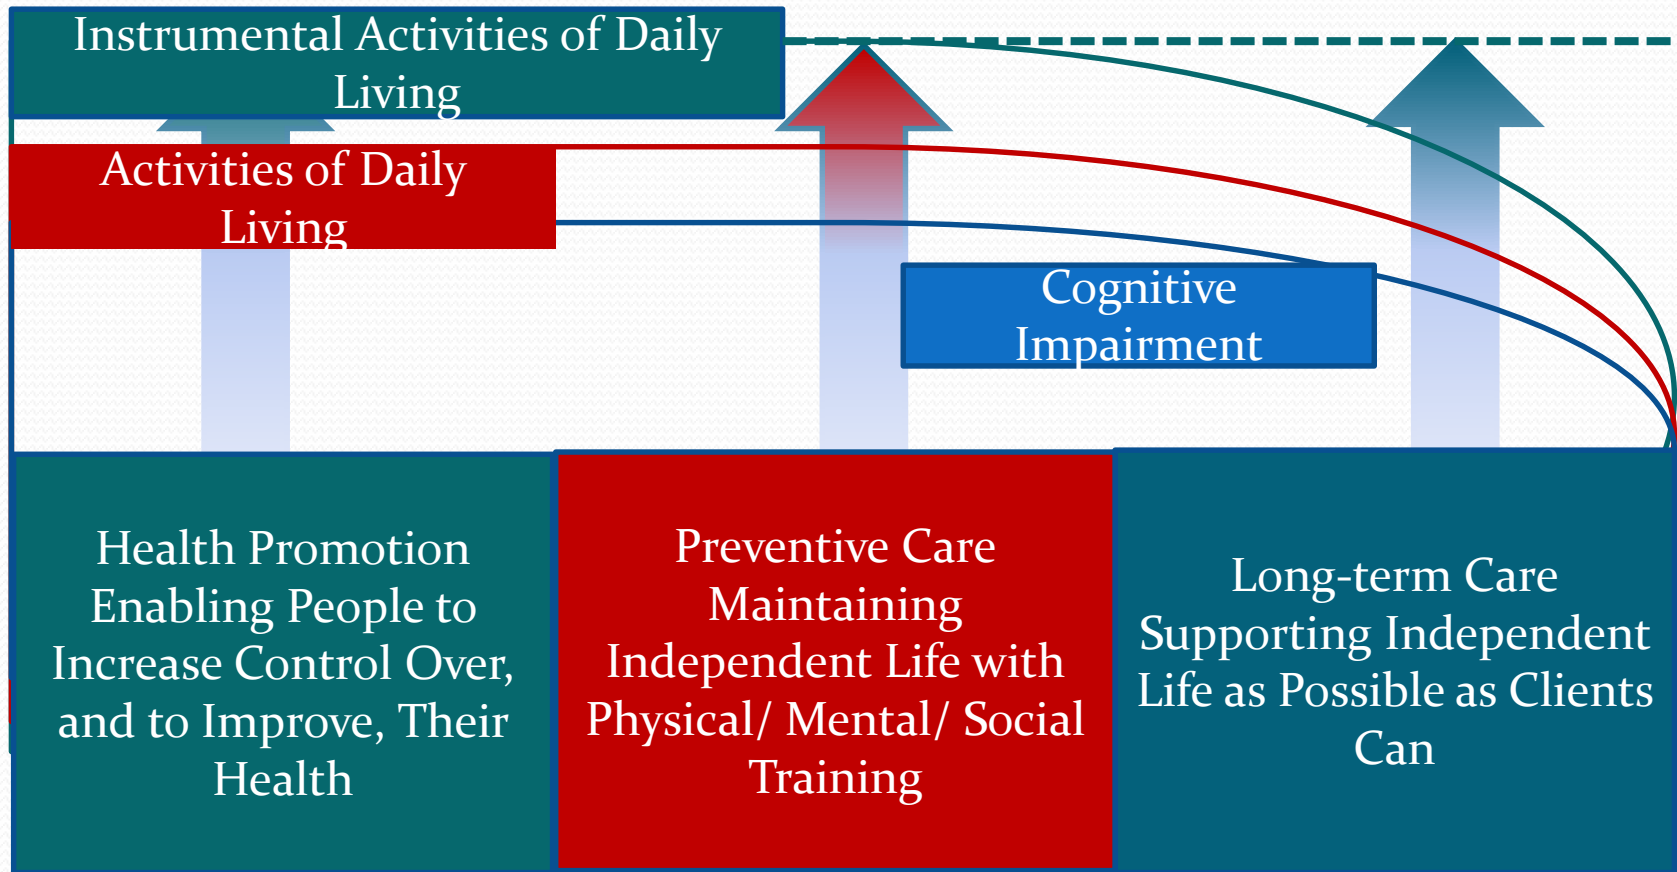 Instrumental Activities of Daily
Living
Activities of Daily
Living
Cognitive
Impairment
Health Promotion
Enabling People to
Increase Control Over,
and to Improve, Their
Health
Preventive Care
Maintaining
Independent Life with
Physical/ Mental/ Social
Training
Long-term Care
Supporting Independent
Life as Possible as Clients
Can